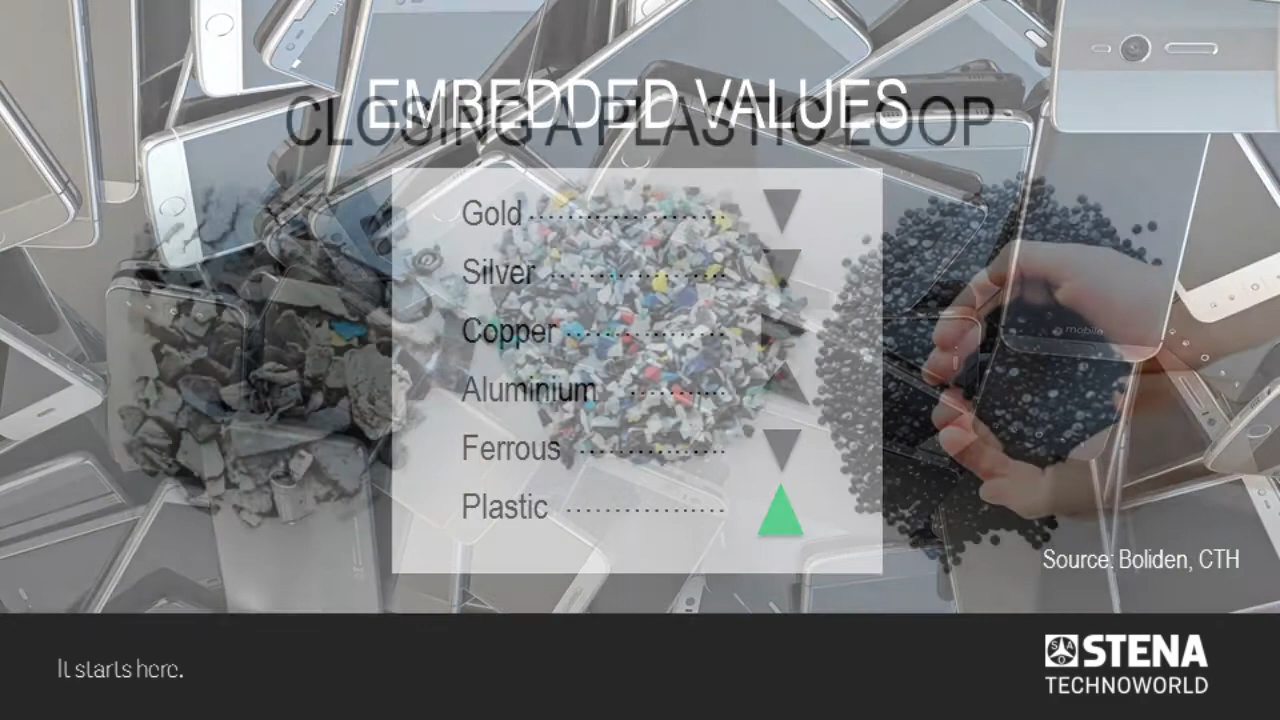 EMBEDDED VALUES
CLOSING A PLASTIC LOOP
Gold
Silver
Copper
Aluminium
Ferrous
Plastic
mobile
Source: Boliden, CTH
It starts here.
STENA
TECHNOWORLD